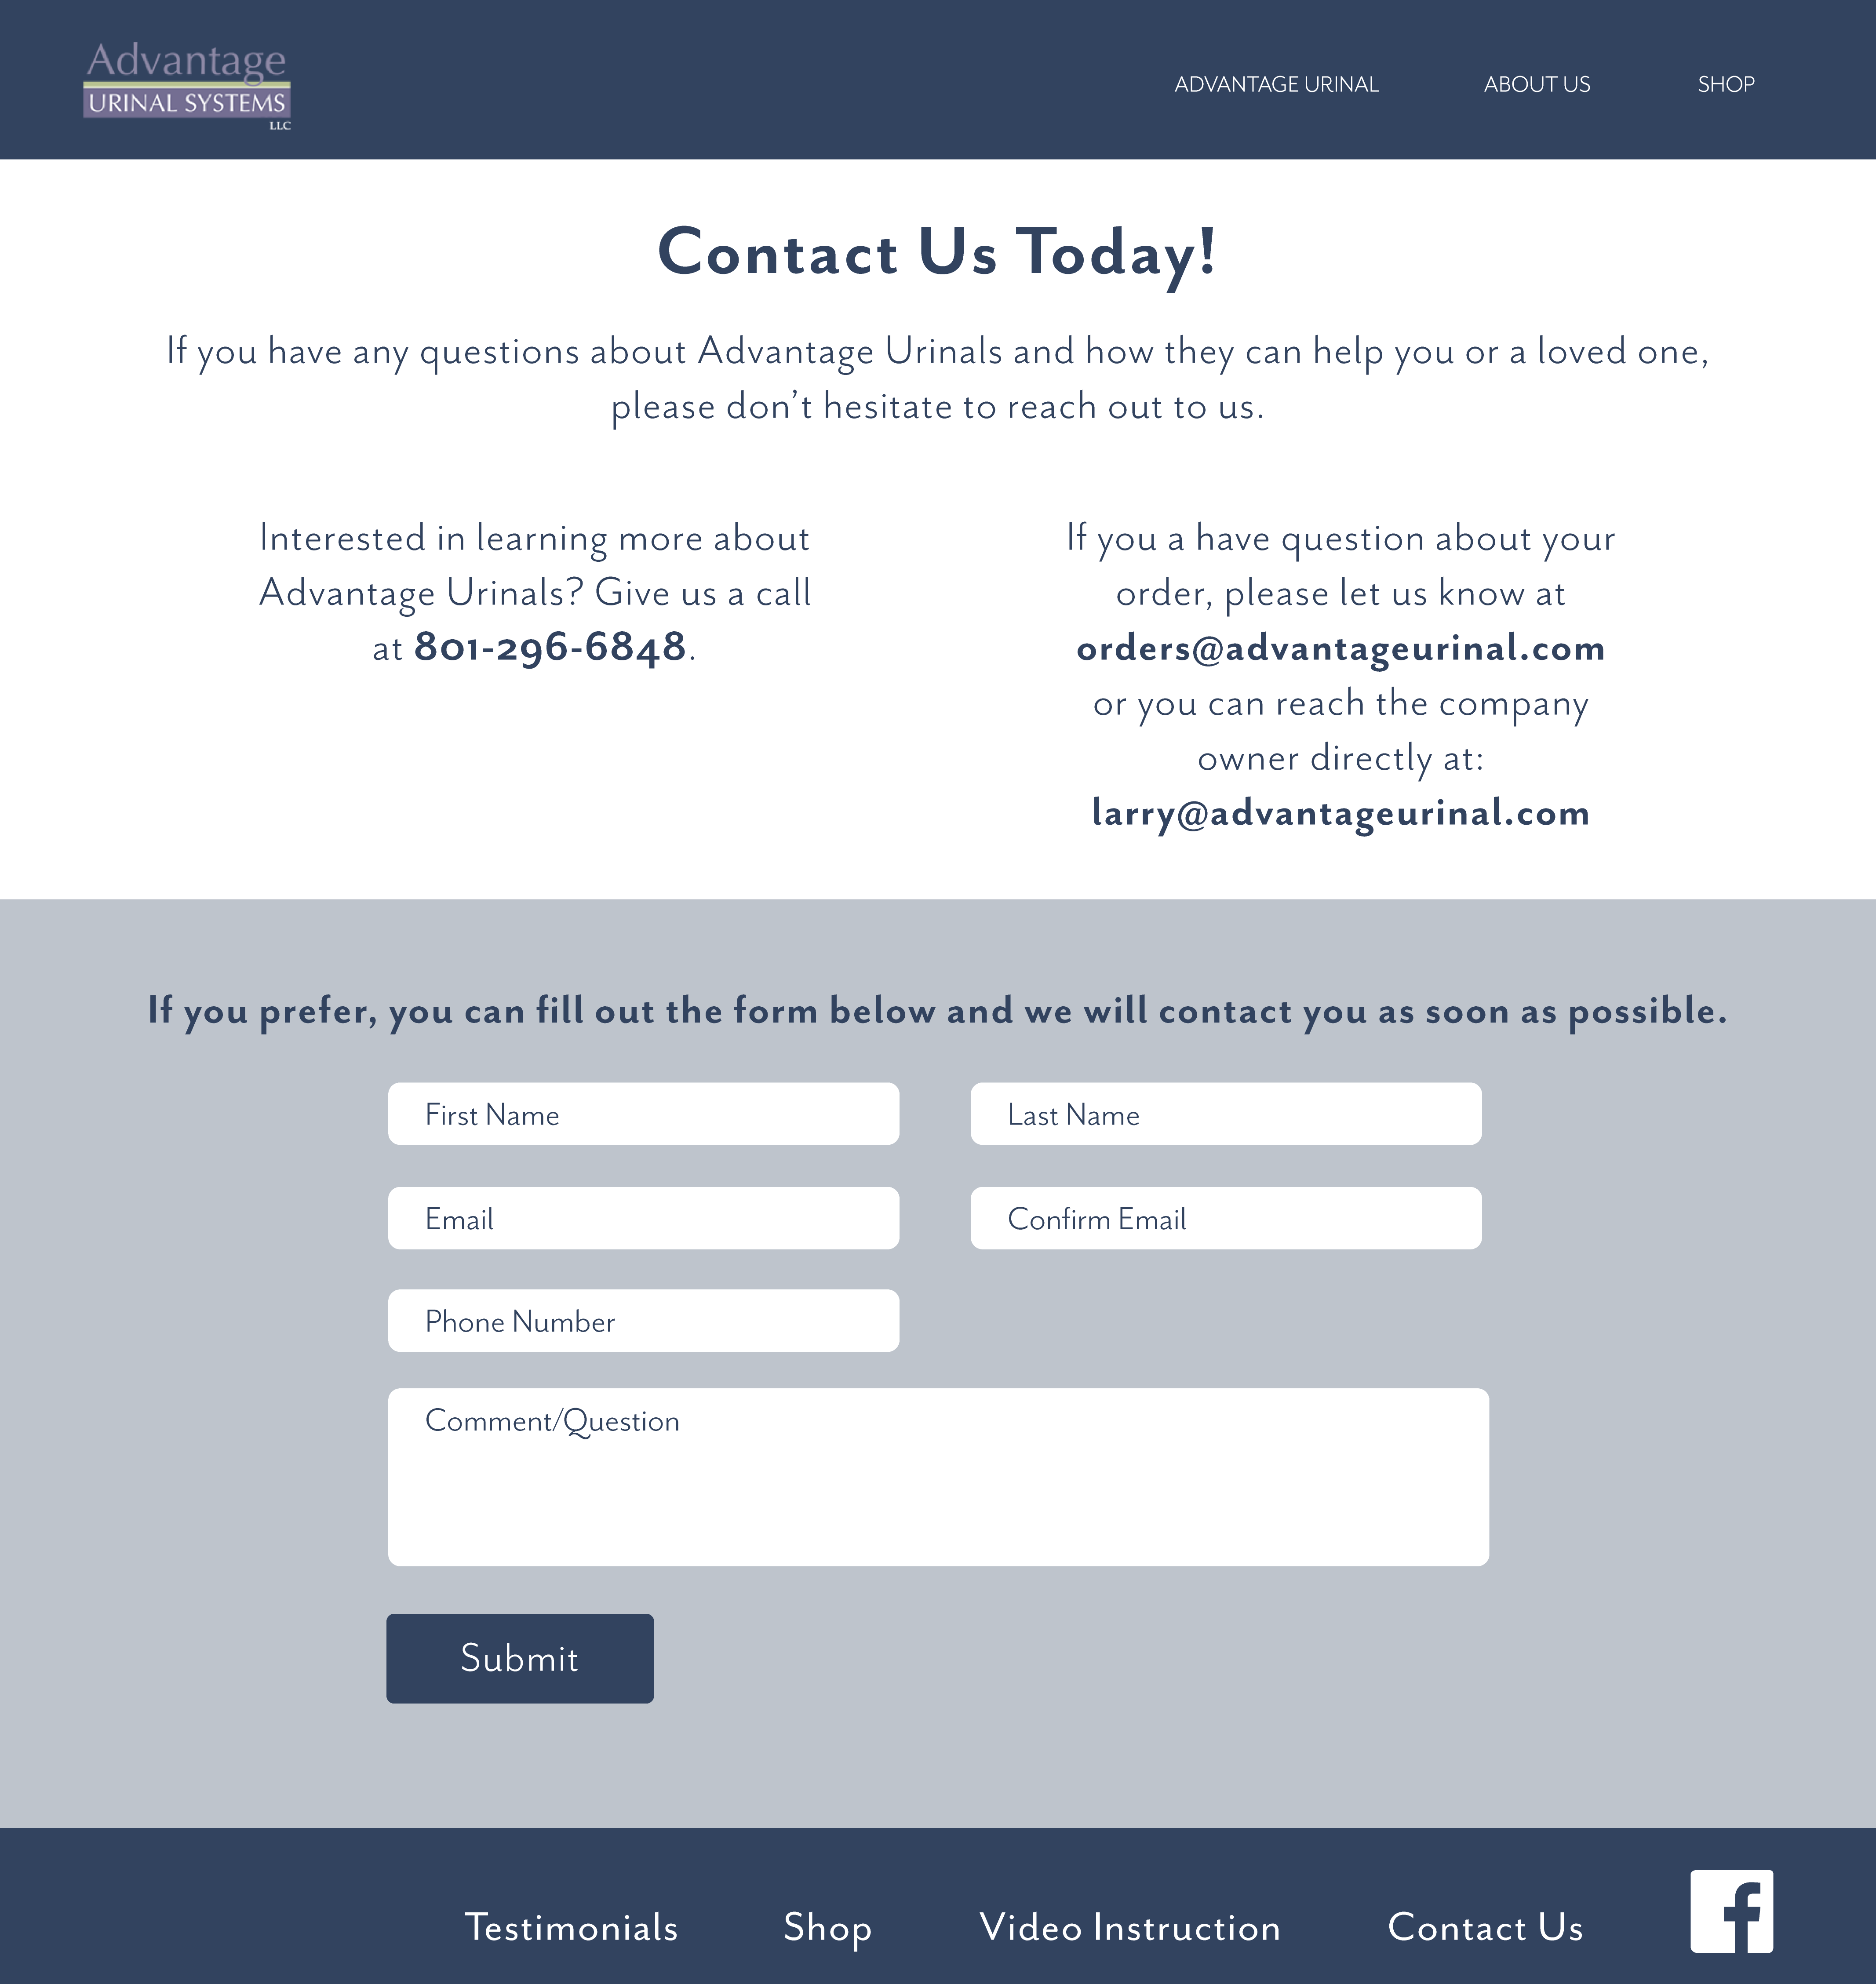 Advantage
URINAL SYSTEMS
LLC
ADVANTAGE URINAL
ABOUT US
SHOP
Contact Us Today!
If you have any questions about Advantage Urinals and how they can help you or a loved one,
please don’t hesitate to reach out to us.
Interested in learning more about
Advantage Urinals? Give us a call
at 801-296-6848.
If you a have question about your
order, please let us know at
orders@advantageurinal.com
or you can reach the company
owner directly at:
larry@advantageurinal.com
If you prefer, you can fill out the form below and we will contact you as soon as possible.
First Name
Last Name
Email
Confirm Email
Phone Number
Comment/Question
Submit
Testimonials
Shop
Video Instruction
Contact Us
f